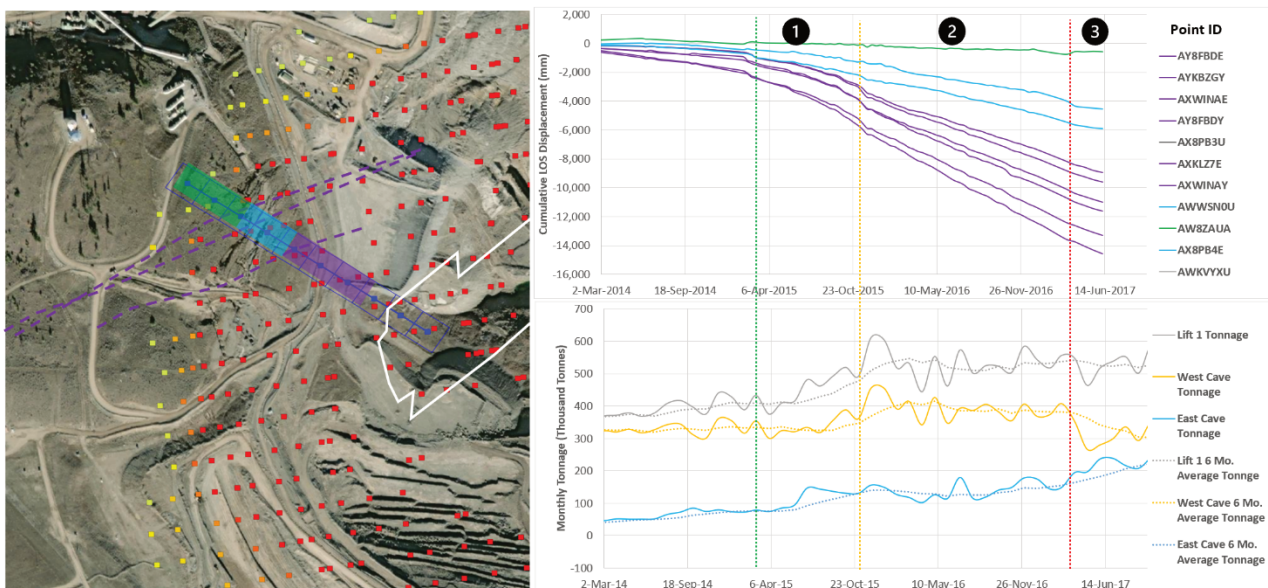 2,000
0
-2,000
-4,000
-6,000
-8,000
-10,000
-12,000
-14,000
-16,000
Cumulative LOS Displacement (mm)
1
2
3
2-Mar-2014
18-Sep-2014
6-Apr-2015
23-Oct-2015
10-May-2016
26-Nov-2016
14-Jun-2017
Point ID
AY8FBDE
AYKBZGY
AXWINAE
AY8FBDY
AX8PB3U
AXKLZ7E
AXWINAY
AWWSN0U
AW8ZAUA
AX8PB4E
AWKVYXU
700
600
500
400
300
200
100
0
-100
Monthly Tonnage (Thousand Tonnes)
2-Mar-14
18-Sep-14
6-Apr-15
23-Oct-15
10-May-16
26-Nov-16
14-Jun-17
Lift 1 Tonnage
West Cave
Tonnage
East Cave
Tonnage
Lift 1 6 Mo.
Average Tonnge
West Cave 6 Mo.
Average Tonnage
East Cave 6 Mo.
Average Tonnage